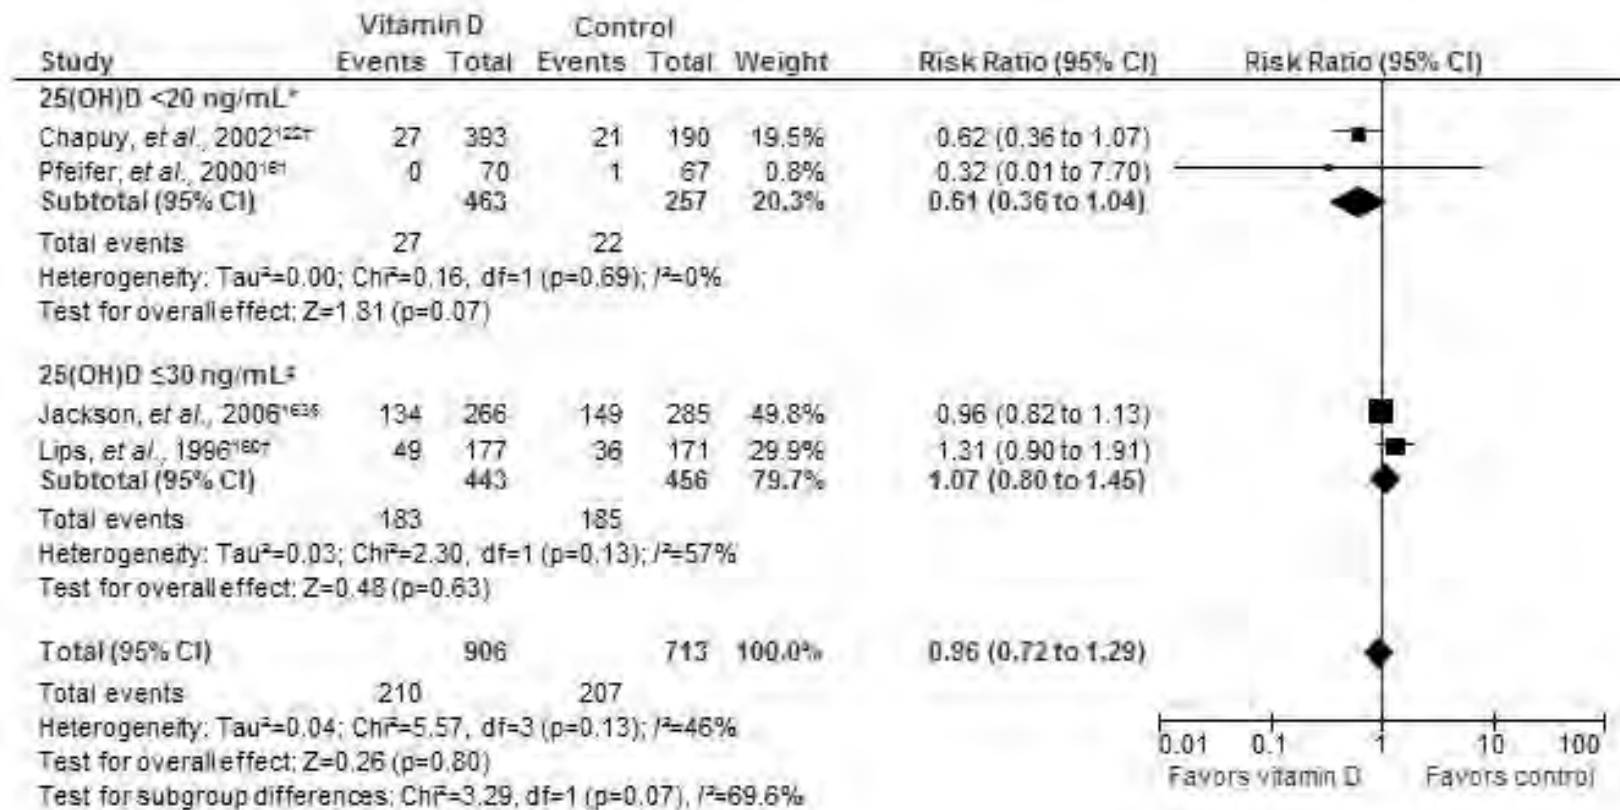 Vitamin D Control
Study Events Total Events Total Weight Risk Ratio (95% CI) Risk Ratio (95% CI)
25(OH)D <20 ng/mL*
Chapuy, et al., 2002¹²²† 27 393 21 190 19.5% 0.62 (0.36 to 1.07)
Pfeifer, et al., 2000¹⁶¹ 0 70 1 67 0.8% 0.32 (0.01 to 7.70)
Subtotal (95% CI) 463 257 20.3% 0.61 (0.36 to 1.04)
Total events 27 22
Heterogeneity: Tau²=0.00; Chi²=0.16, df=1 (p=0.69); I²=0%
Test for overall effect: Z=1.81 (p=0.07)
25(OH)D ≤30 ng/mL‡
Jackson, et al., 2006 134 266 149 285 49.8% 0.96 (0.82 to 1.13)
Lips, et al., 1996 49 177 36 171 29.9% 1.31 (0.90 to 1.91)
Subtotal (95% CI) 443 456 79.7% 1.07 (0.80 to 1.45)
Total events 183 185
Heterogeneity: Tau²=0.03; Chi²=2.30, df=1 (p=0.13); I²=57%
Test for overall effect: Z=0.48 (p=0.63)
Total (95% CI) 906 713 100.0% 0.96 (0.72 to 1.29)
Total events 210 207
Heterogeneity: Tau²=0.04; Chi²=5.57, df=3 (p=0.13); I²=46%
Test for overall effect: Z=0.26 (p=0.80)
Test for subgroup differences: Chi²=3.29, df=1 (p=0.07), I²=69.6%
0.01 0.1 1 10 100
Favors vitamin D Favors control